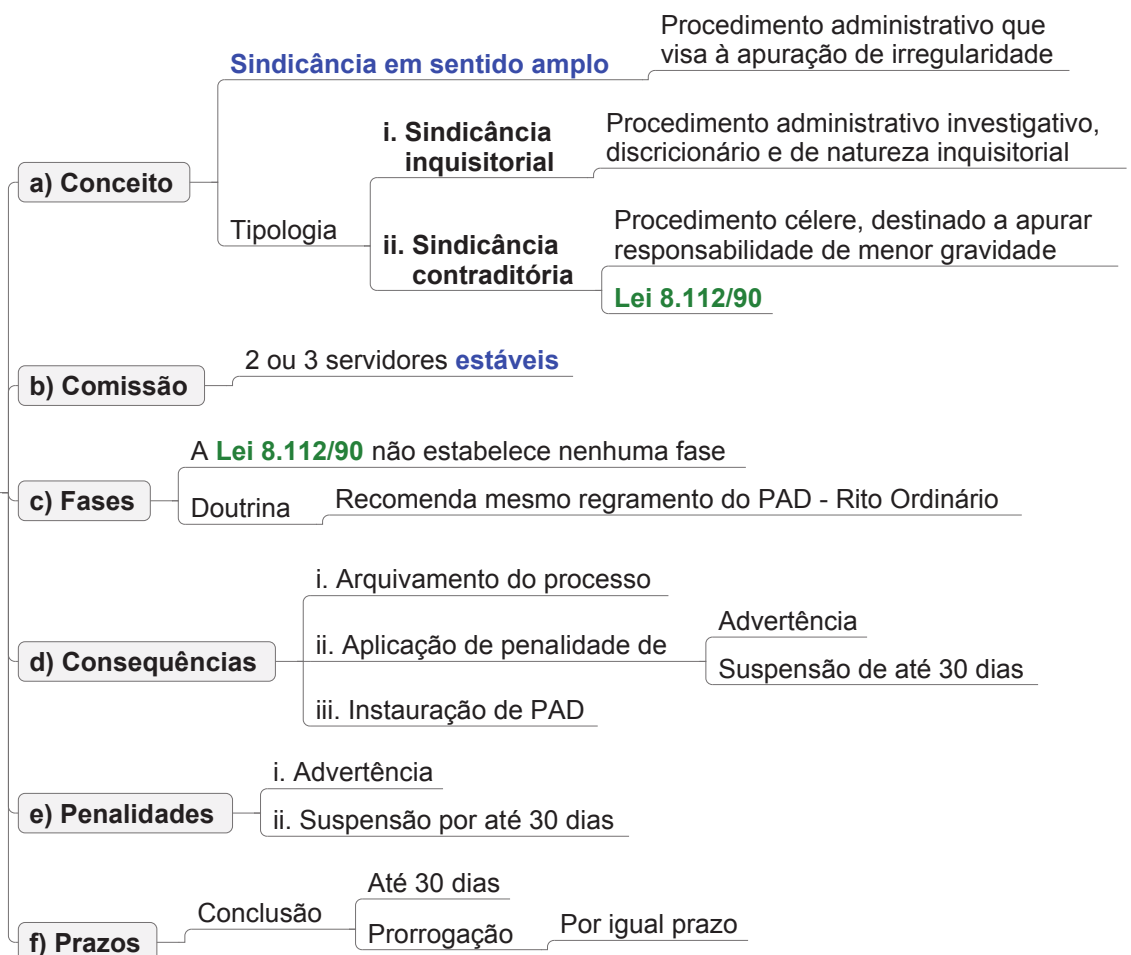 a) Conceito
Sindicância em sentido amplo
Procedimento administrativo que
visa à apuração de irregularidade
Tipologia
i. Sindicância
inquisitorial
Procedimento administrativo investigativo,
discricionário e de natureza inquisitorial
ii. Sindicância
contraditória
Procedimento célere, destinado a apurar
responsabilidade de menor gravidade
Lei 8.112/90
b) Comissão
2 ou 3 servidores estáveis
c) Fases
A Lei 8.112/90 não estabelece nenhuma fase
Doutrina
Recomenda mesmo regramento do PAD - Rito Ordinário
d) Consequências
i. Arquivamento do processo
ii. Aplicação de penalidade de
Advertência
Suspensão de até 30 dias
iii. Instauração de PAD
e) Penalidades
i. Advertência
ii. Suspensão por até 30 dias
f) Prazos
Conclusão
Até 30 dias
Prorrogação
Por igual prazo